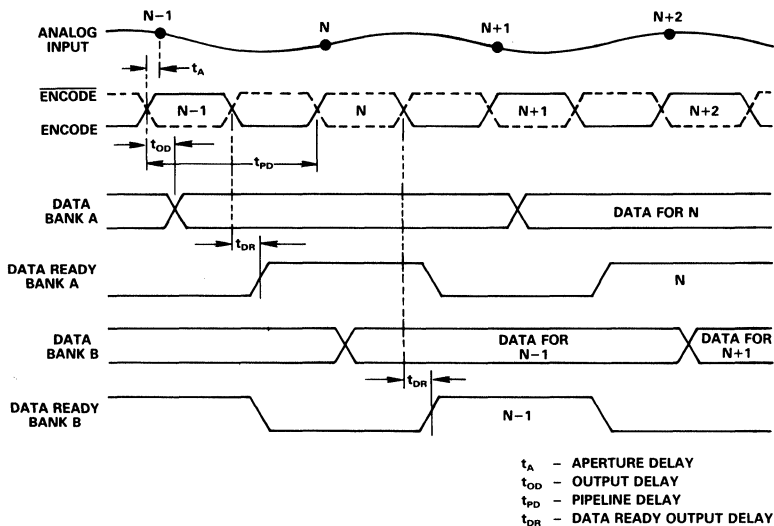 N−1
N
N+1
N+2
ANALOG
INPUT
tA
ENCODE
ENCODE
N−1
N
N+1
N+2
tOD
tPD
DATA
BANK A
DATA FOR N
tDR
DATA READY
BANK A
N
DATA
BANK B
DATA FOR
N−1
DATA FOR
N+1
tDR
DATA READY
BANK B
N−1
tA – APERTURE DELAY
tOD – OUTPUT DELAY
tPD – PIPELINE DELAY
tDR – DATA READY OUTPUT DELAY